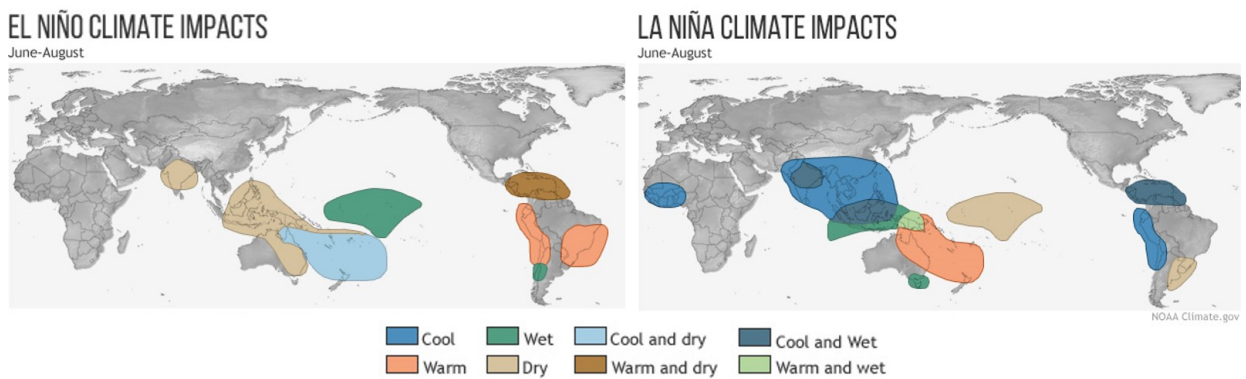 EL NIÑO CLIMATE IMPACTS
June-August
LA NIÑA CLIMATE IMPACTS
June-August
NOAA Climate.gov
Cool
Wet
Cool and dry
Cool and Wet
Warm
Dry
Warm and dry
Warm and wet